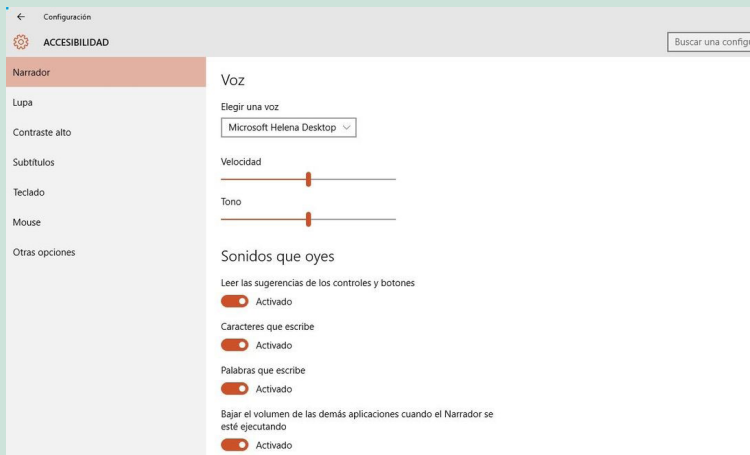 Configuración
ACCESIBILIDAD
Buscar una
Narrador
Lupa
Contraste alto
Subtítulos
Teclado
Mouse
Otras opciones
Voz
Elegir una voz
Microsoft Helena Desktop
Velocidad
Tono
Sonidos que oyes
Leer las sugerencias de los controles y botones
Activado
Caracteres que escribe
Activado
Palabras que escribe
Activado
Bajar el volumen de las demás aplicaciones cuando el Narrador se
esté ejecutando
Activado